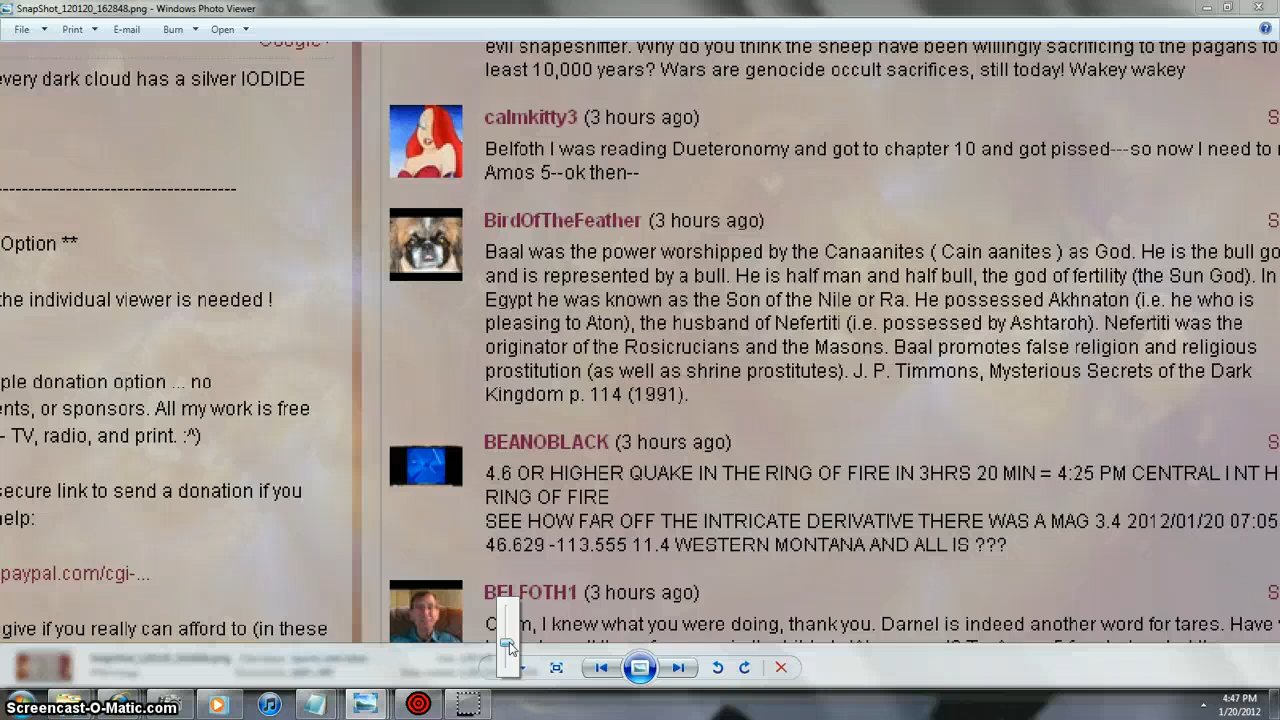 SnapShot_120120_162848.png - Windows Photo Viewer
File Print E-mail Burn Open
Google+
every dark cloud has a silver IODIDE
------------------------------------
Option **
the individual viewer is needed !
ple donation option ... no
ents, or sponsors. All my work is free
- TV, radio, and print. :^)
secure link to send a donation if you
help:
paypal.com/cgi-...
give if you really can afford to (in these
evil shapeshifter. Why do you think the sheep have been willingly sacrificing to the pagans fo
least 10,000 years? Wars are genocide occult sacrifices, still today! Wakey wakey
calmkitty3 (3 hours ago)
S
Belfoth I was reading Dueteronomy and got to chapter 10 and got pissed---so now I need to r
Amos 5--ok then--
BirdOfTheFeather (3 hours ago)
S
Baal was the power worshipped by the Canaanites ( Cain aanites ) as God. He is the bull go
and is represented by a bull. He is half man and half bull, the god of fertility (the Sun God). In
Egypt he was known as the Son of the Nile or Ra. He possessed Akhnaton (i.e. he who is
pleasing to Aton), the husband of Nefertiti (i.e. possessed by Ashtaroh). Nefertiti was the
originator of the Rosicrucians and the Masons. Baal promotes false religion and religious
prostitution (as well as shrine prostitutes). J. P. Timmons, Mysterious Secrets of the Dark
Kingdom p. 114 (1991).
BEANOBLACK (3 hours ago)
S
4.6 OR HIGHER QUAKE IN THE RING OF FIRE IN 3HRS 20 MIN = 4:25 PM CENTRAL I NT H
RING OF FIRE
SEE HOW FAR OFF THE INTRICATE DERIVATIVE THERE WAS A MAG 3.4 2012/01/20 07:05
46.629 -113.555 11.4 WESTERN MONTANA AND ALL IS ???
BELFOTH1 (3 hours ago)
S
m, I knew what you were doing, thank you. Darnel is indeed another word for tares. Have
4:47 PM
1/20/2012
Screencast-O-Matic.com